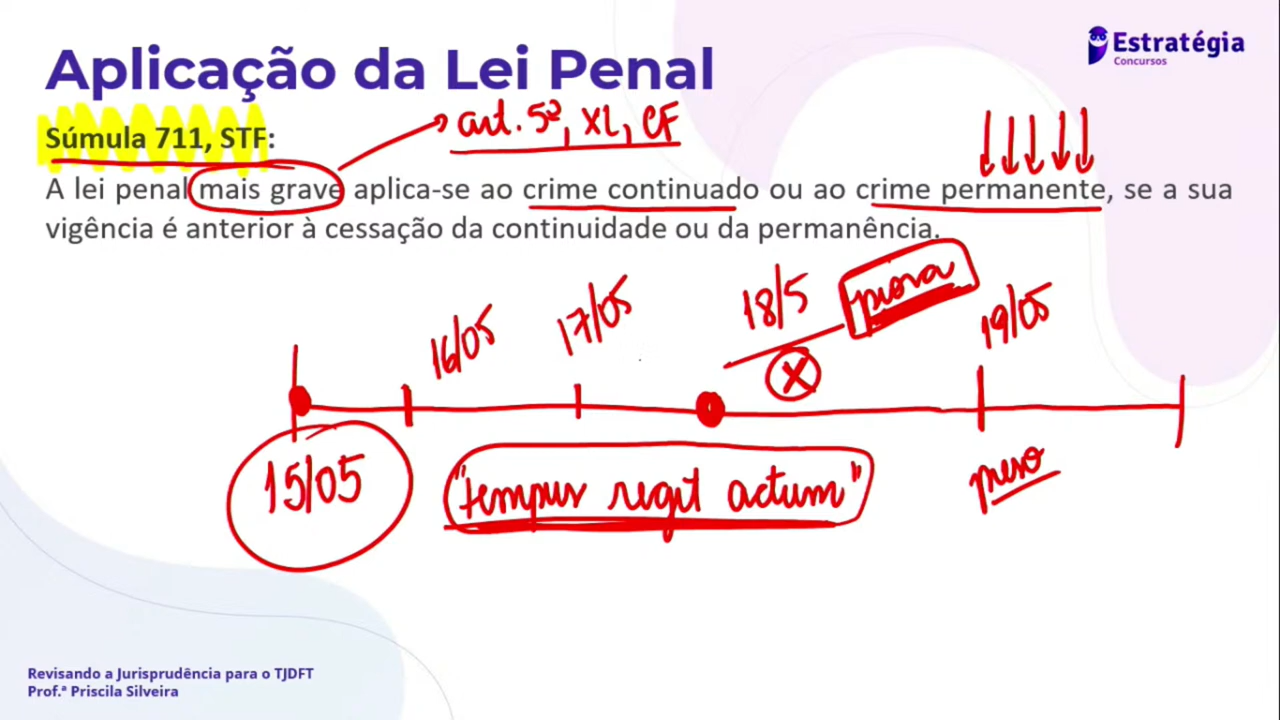 Estratégia
Concursos
Aplicação da Lei Penal
art. 5º, XL, CF
Súmula 711, STF:
A lei penal mais grave aplica-se ao crime continuado ou ao crime permanente, se a sua
vigência é anterior à cessação da continuidade ou da permanência.
16/05
17/05
18/5
prova
19/05
X
15/05
"tempus regit actum"
preso
Revisando a Jurisprudência para o TJDFT
Prof.ª Priscila Silveira